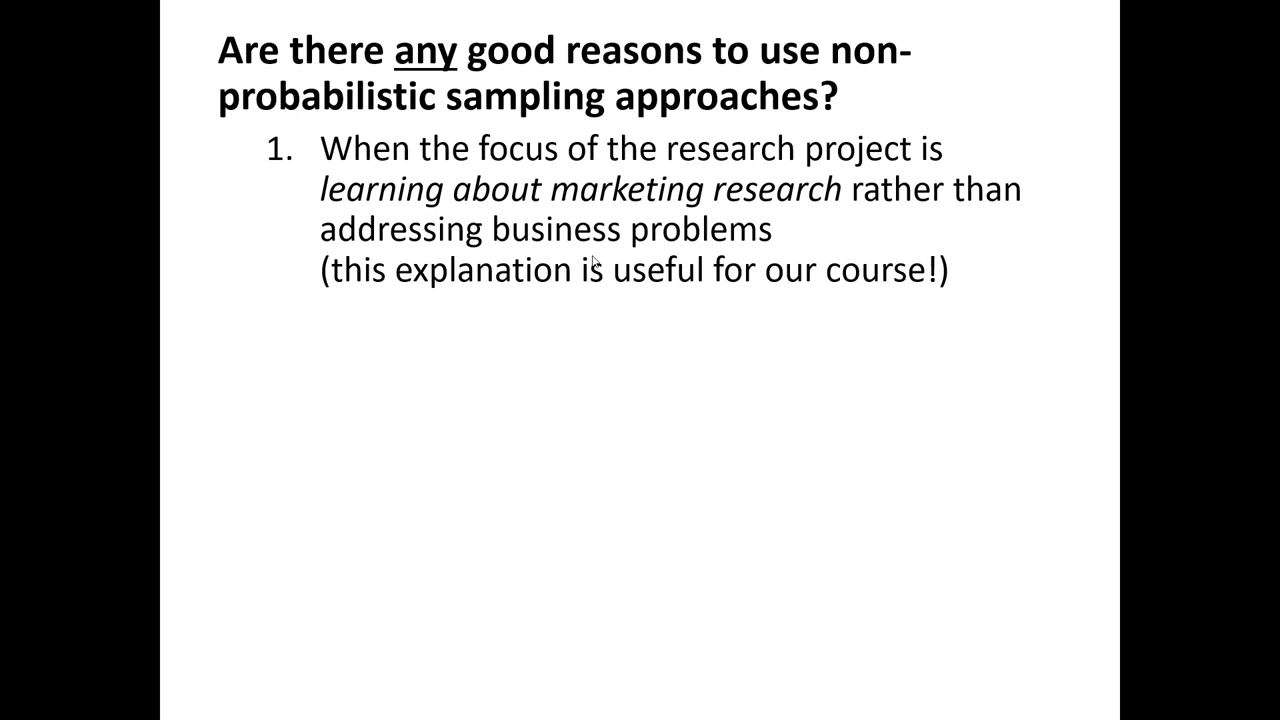 Are there any good reasons to use non-
probabilistic sampling approaches?
1. When the focus of the research project is
learning about marketing research rather than
addressing business problems
(this explanation is useful for our course!)